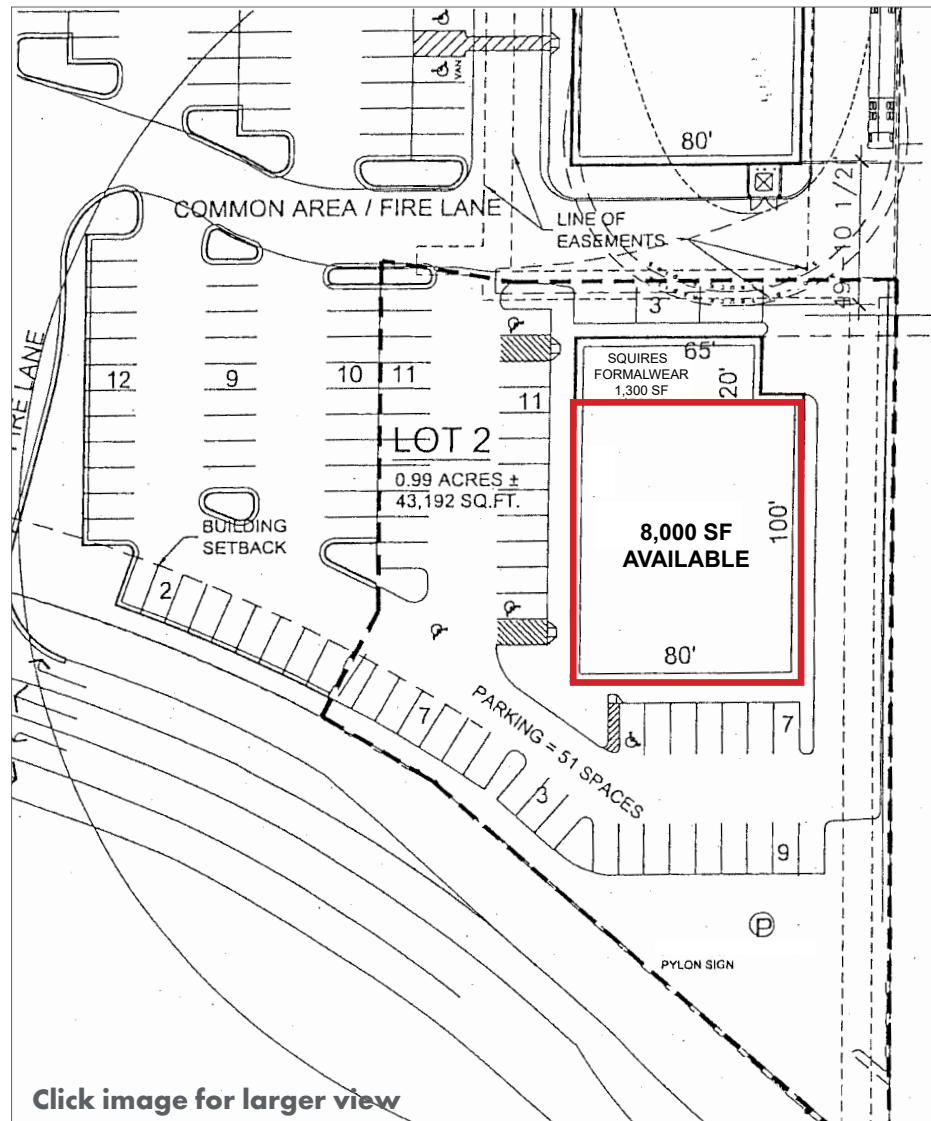 VAN
80'
COMMON AREA / FIRE LANE
LINE OF
EASEMENTS
49'-10 1/2"
3
FIRE LANE
65'
SQUIRES
FORMALWEAR
1,300 SF
20'
12
9
10
11
11
LOT 2
0.99 ACRES ±
43,192 SQ.FT.
BUILDING
SETBACK
100'
8,000 SF
AVAILABLE
2
80'
7
PARKING = 51 SPACES
7
3
9
P
PYLON SIGN
Click image for larger view